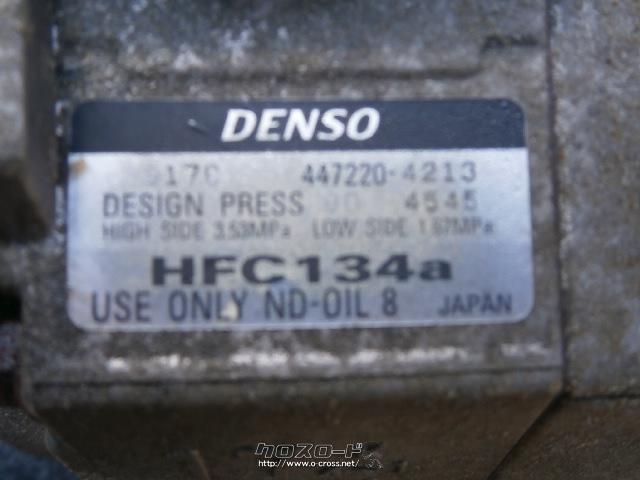 DENSO
447220-4213
DESIGN PRESS 4545
HIGH SIDE 3.53MPa LOW SIDE 1.67MPa
HFC134a
USE ONLY ND-OIL 8 JAPAN
クロスロード
http://www.o-cross.net/